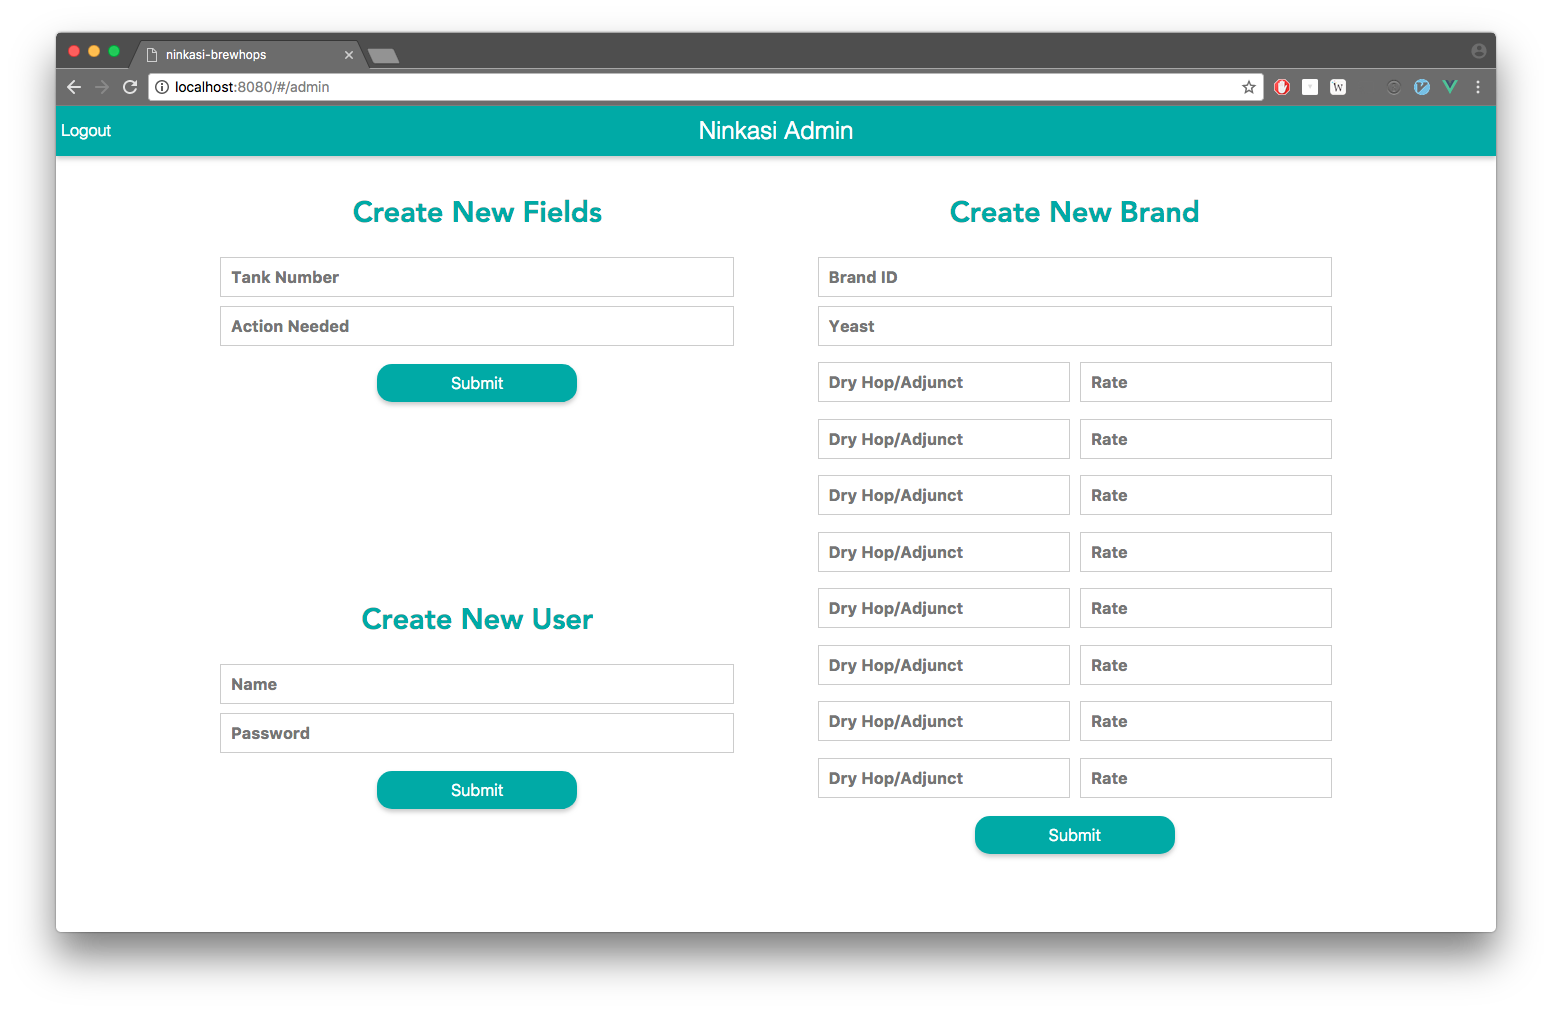 ninkasi-brewhops
localhost:8080/#/admin
W
Logout
Ninkasi Admin
Create New Fields
Tank Number
Action Needed
Submit
Create New User
Name
Password
Submit
Create New Brand
Brand ID
Yeast
Dry Hop/Adjunct Rate
Dry Hop/Adjunct Rate
Dry Hop/Adjunct Rate
Dry Hop/Adjunct Rate
Dry Hop/Adjunct Rate
Dry Hop/Adjunct Rate
Dry Hop/Adjunct Rate
Dry Hop/Adjunct Rate
Submit